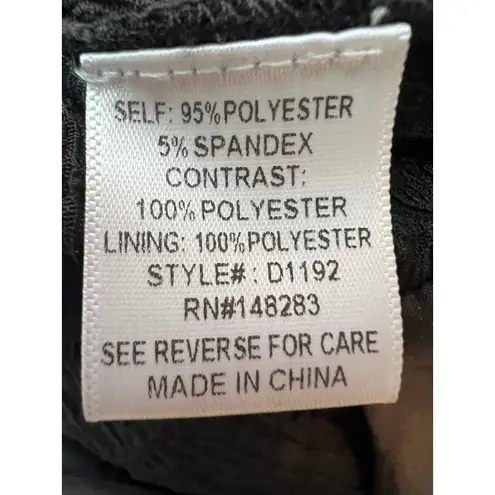 SELF: 95% POLYESTER
5% SPANDEX
CONTRAST:
100% POLYESTER
LINING: 100% POLYESTER
STYLE# : D1192
RN#148283
SEE REVERSE FOR CARE
MADE IN CHINA